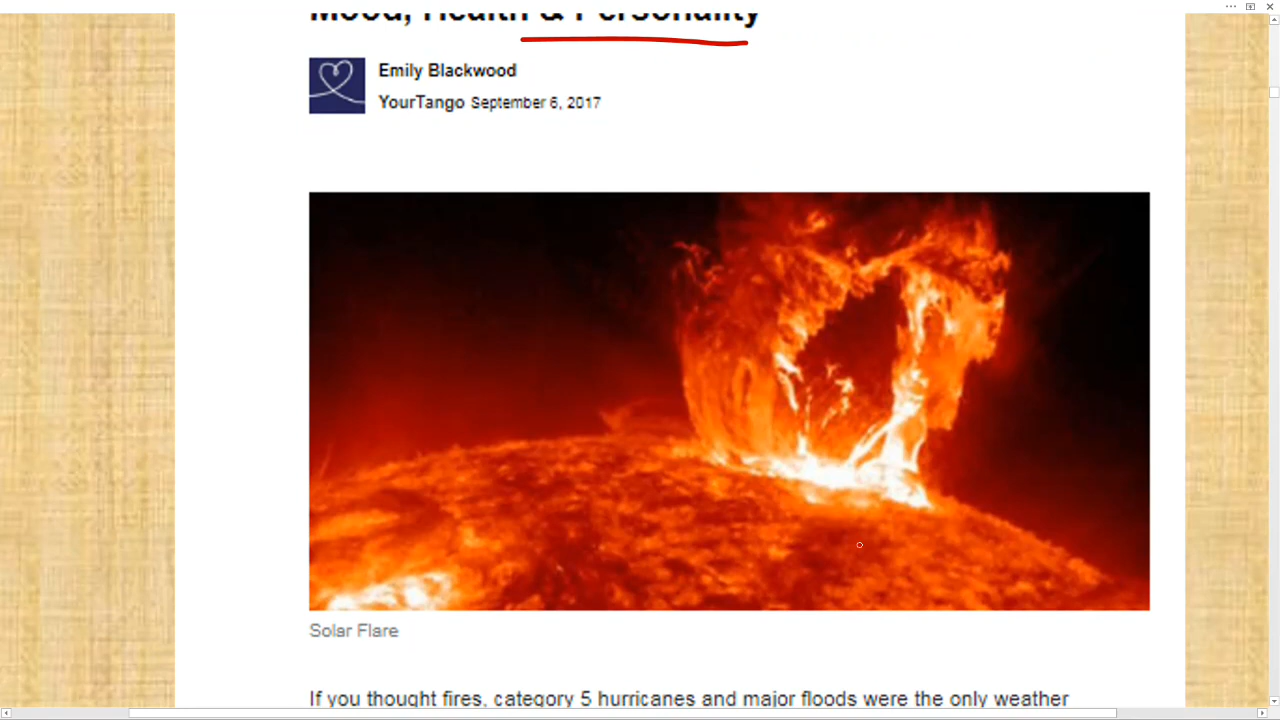 Mood, Health & Personality
Emily Blackwood
YourTango September 6, 2017
Solar Flare
If you thought fires, category 5 hurricanes and major floods were the only weather